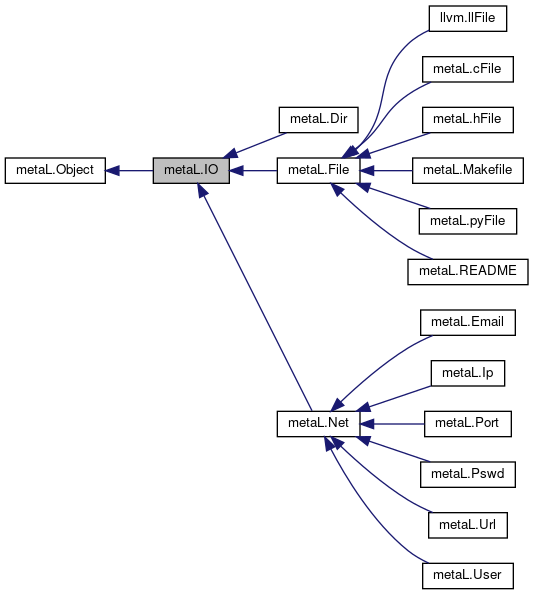 llvm.llFile
metaL.cFile
metaL.Dir
metaL.hFile
metaL.Object
metaL.IO
metaL.File
metaL.Makefile
metaL.pyFile
metaL.README
metaL.Email
metaL.Ip
metaL.Net
metaL.Port
metaL.Pswd
metaL.Url
metaL.User